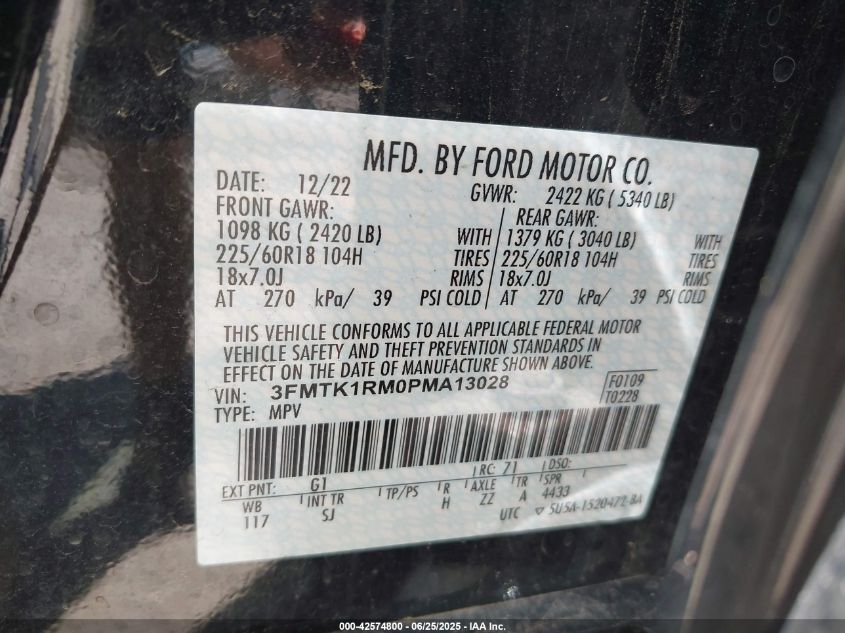 MFD. BY FORD MOTOR CO.
DATE: 12/22 GVWR: 2422 KG ( 5340 LB)
FRONT GAWR: REAR GAWR:
1098 KG ( 2420 LB) WITH 1379 KG ( 3040 LB) WITH
225/60R18 104H TIRES 225/60R18 104H TIRES
18x7.0J RIMS 18x7.0J RIMS
AT 270 kPa/ 39 PSI COLD AT 270 kPa/ 39 PSI COLD
THIS VEHICLE CONFORMS TO ALL APPLICABLE FEDERAL MOTOR
VEHICLE SAFETY AND THEFT PREVENTION STANDARDS IN
EFFECT ON THE DATE OF MANUFACTURE SHOWN ABOVE.
VIN: 3FMTK1RM0PMA13028 F0109
TYPE: MPV T0228
EXT PNT: G1 RC: 71 DSO:
WB INT TR TP/PS R AXLE TR SPR
117 SJ H ZZ A 4433
UTC ▽ 5U5A-1520472-BA
000-42574800 - 06/25/2025 - IAA Inc.